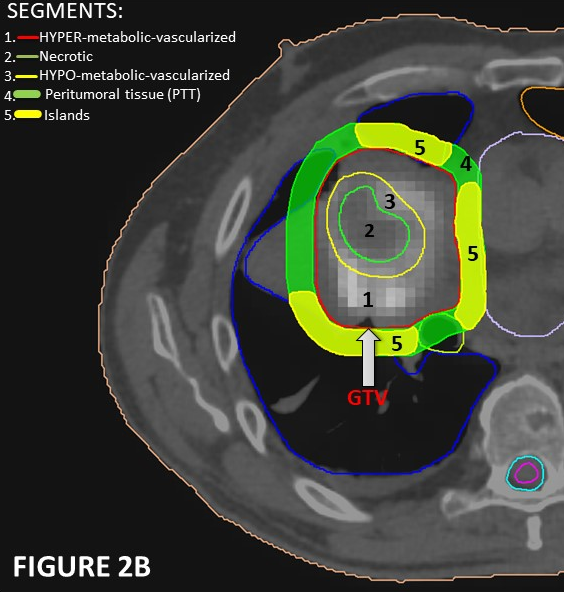 SEGMENTS:
1. HYPER-metabolic-vascularized
2. Necrotic
3. HYPO-metabolic-vascularized
4. Peritumoral tissue (PTT)
5. Islands
5
4
3
2
5
1
5
GTV
FIGURE 2B